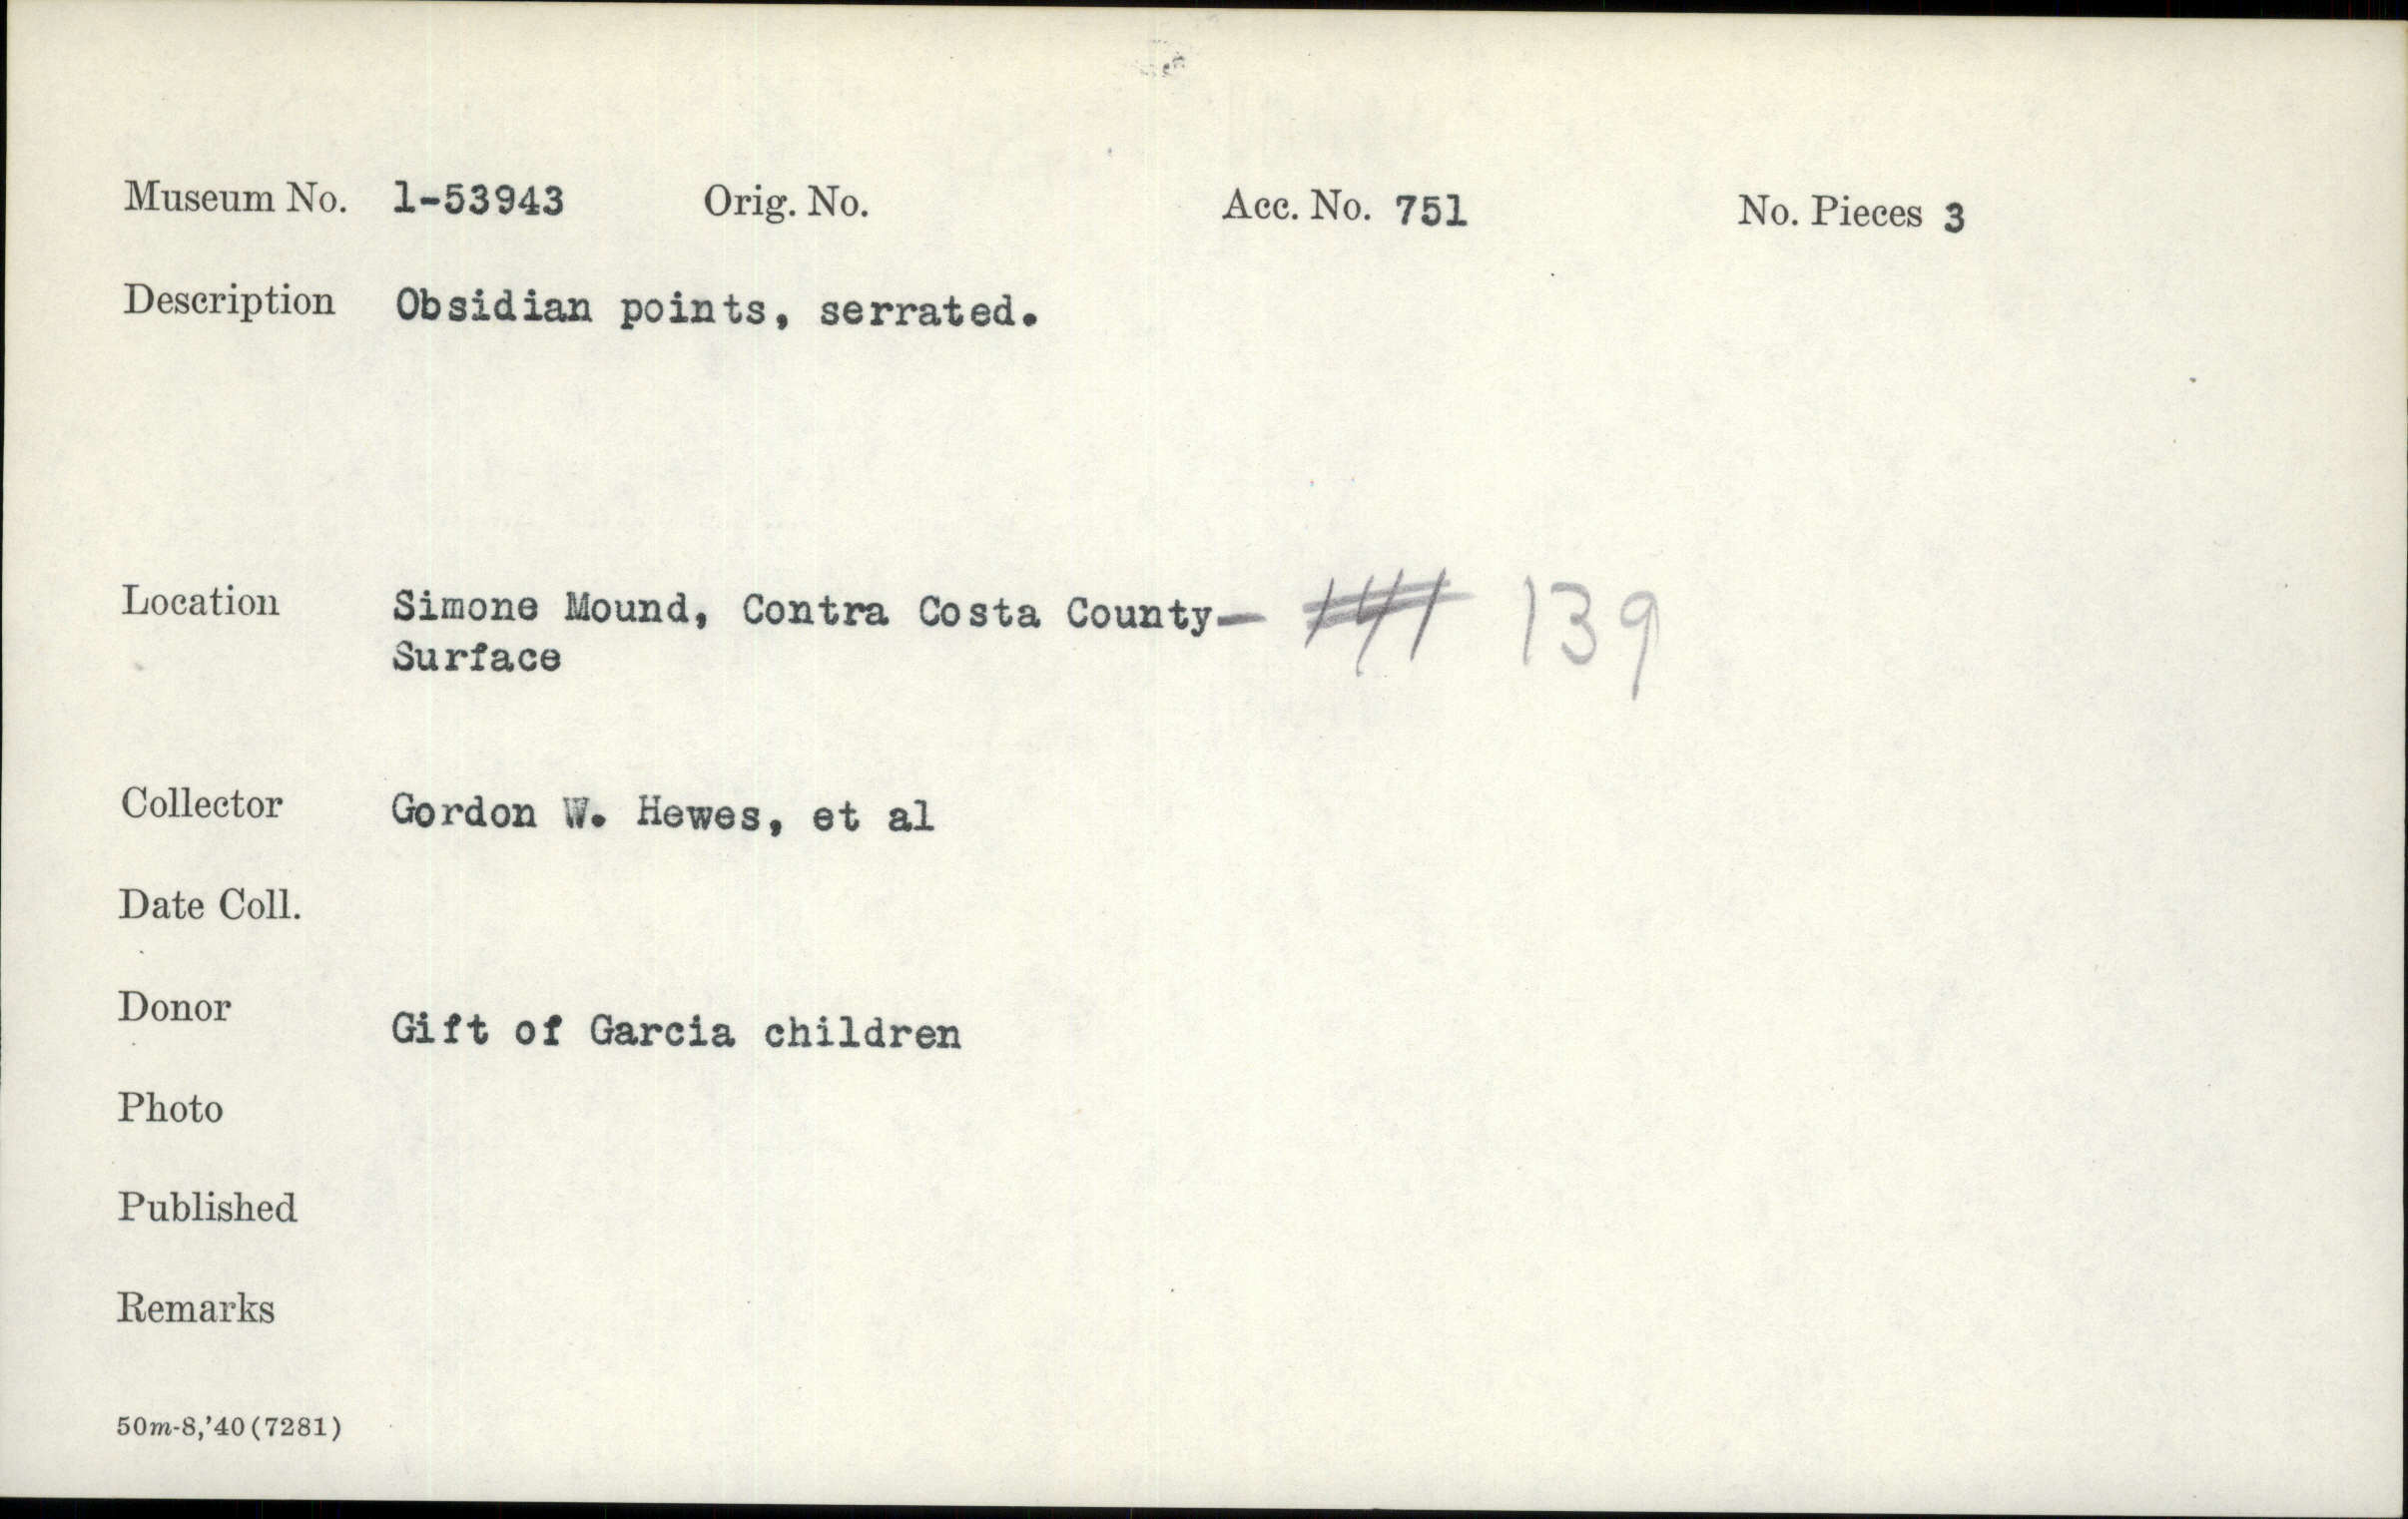 Museum No. 1-53943 Orig. No. Acc. No. 751 No. Pieces 3
Description Obsidian points, serrated.
Location Simone Mound, Contra Costa County— 141 139
Surface
Collector Gordon W. Hewes, et al
Date Coll.
Donor Gift of Garcia children
Photo
Published
Remarks
50m-8,'40(7281)